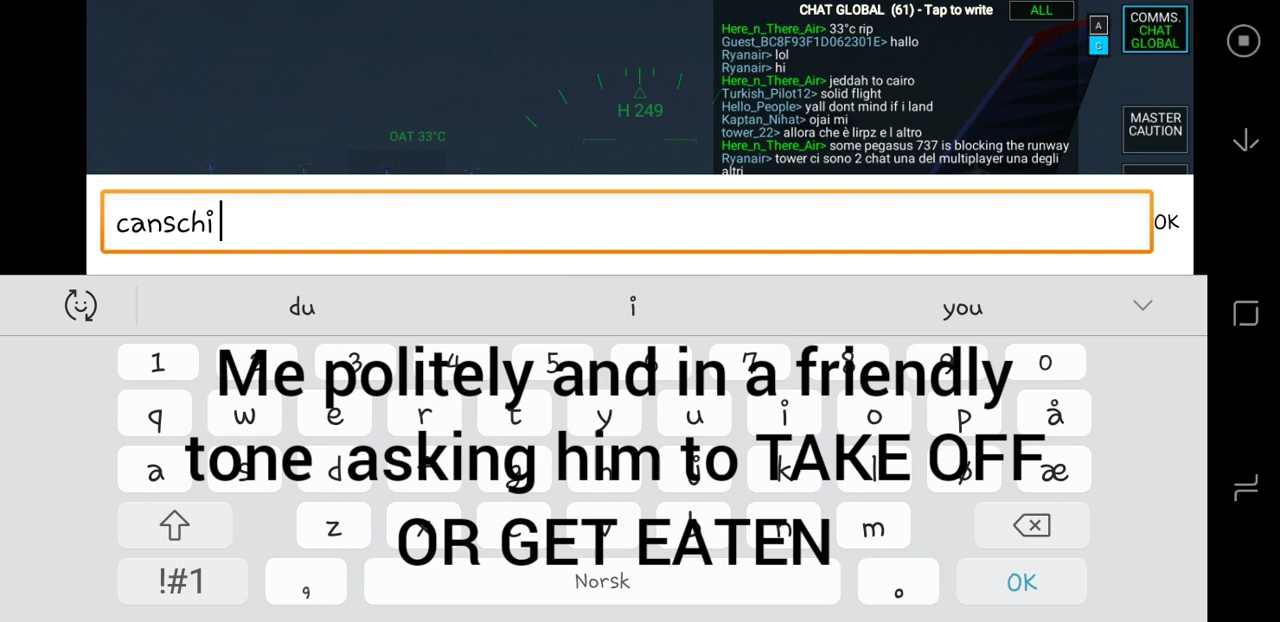 CHAT GLOBAL (61) - Tap to write
ALL
Here_n_There_Air> 33°c rip
Guest_BC8F93F1D062301E> hallo
Ryanair> lol
Ryanair> hi
Here_n_There_Air> jeddah to cairo
Turkish_Pilot12> solid flight
Hello_People> yall dont mind if i land
Kaptan_Nihat> ojai mi
tower_22> allora che è lirpz e l altro
Here_n_There_Air> some pegasus 737 is blocking the runway
Ryanair> tower ci sono 2 chat una del multiplayer una degli
altri
A
C
COMMS.
CHAT
GLOBAL
MASTER
CAUTION
H 249
OAT 33°C
canschi
OK
du i you
1 3 4 5 6 7 8 9 0
Me politely and in a friendly
q w e r t y u i o p å
tone asking him to TAKE OFF
a s d g h j k l ø æ
z x c v b n m
OR GET EATEN
!#1 , Norsk . OK